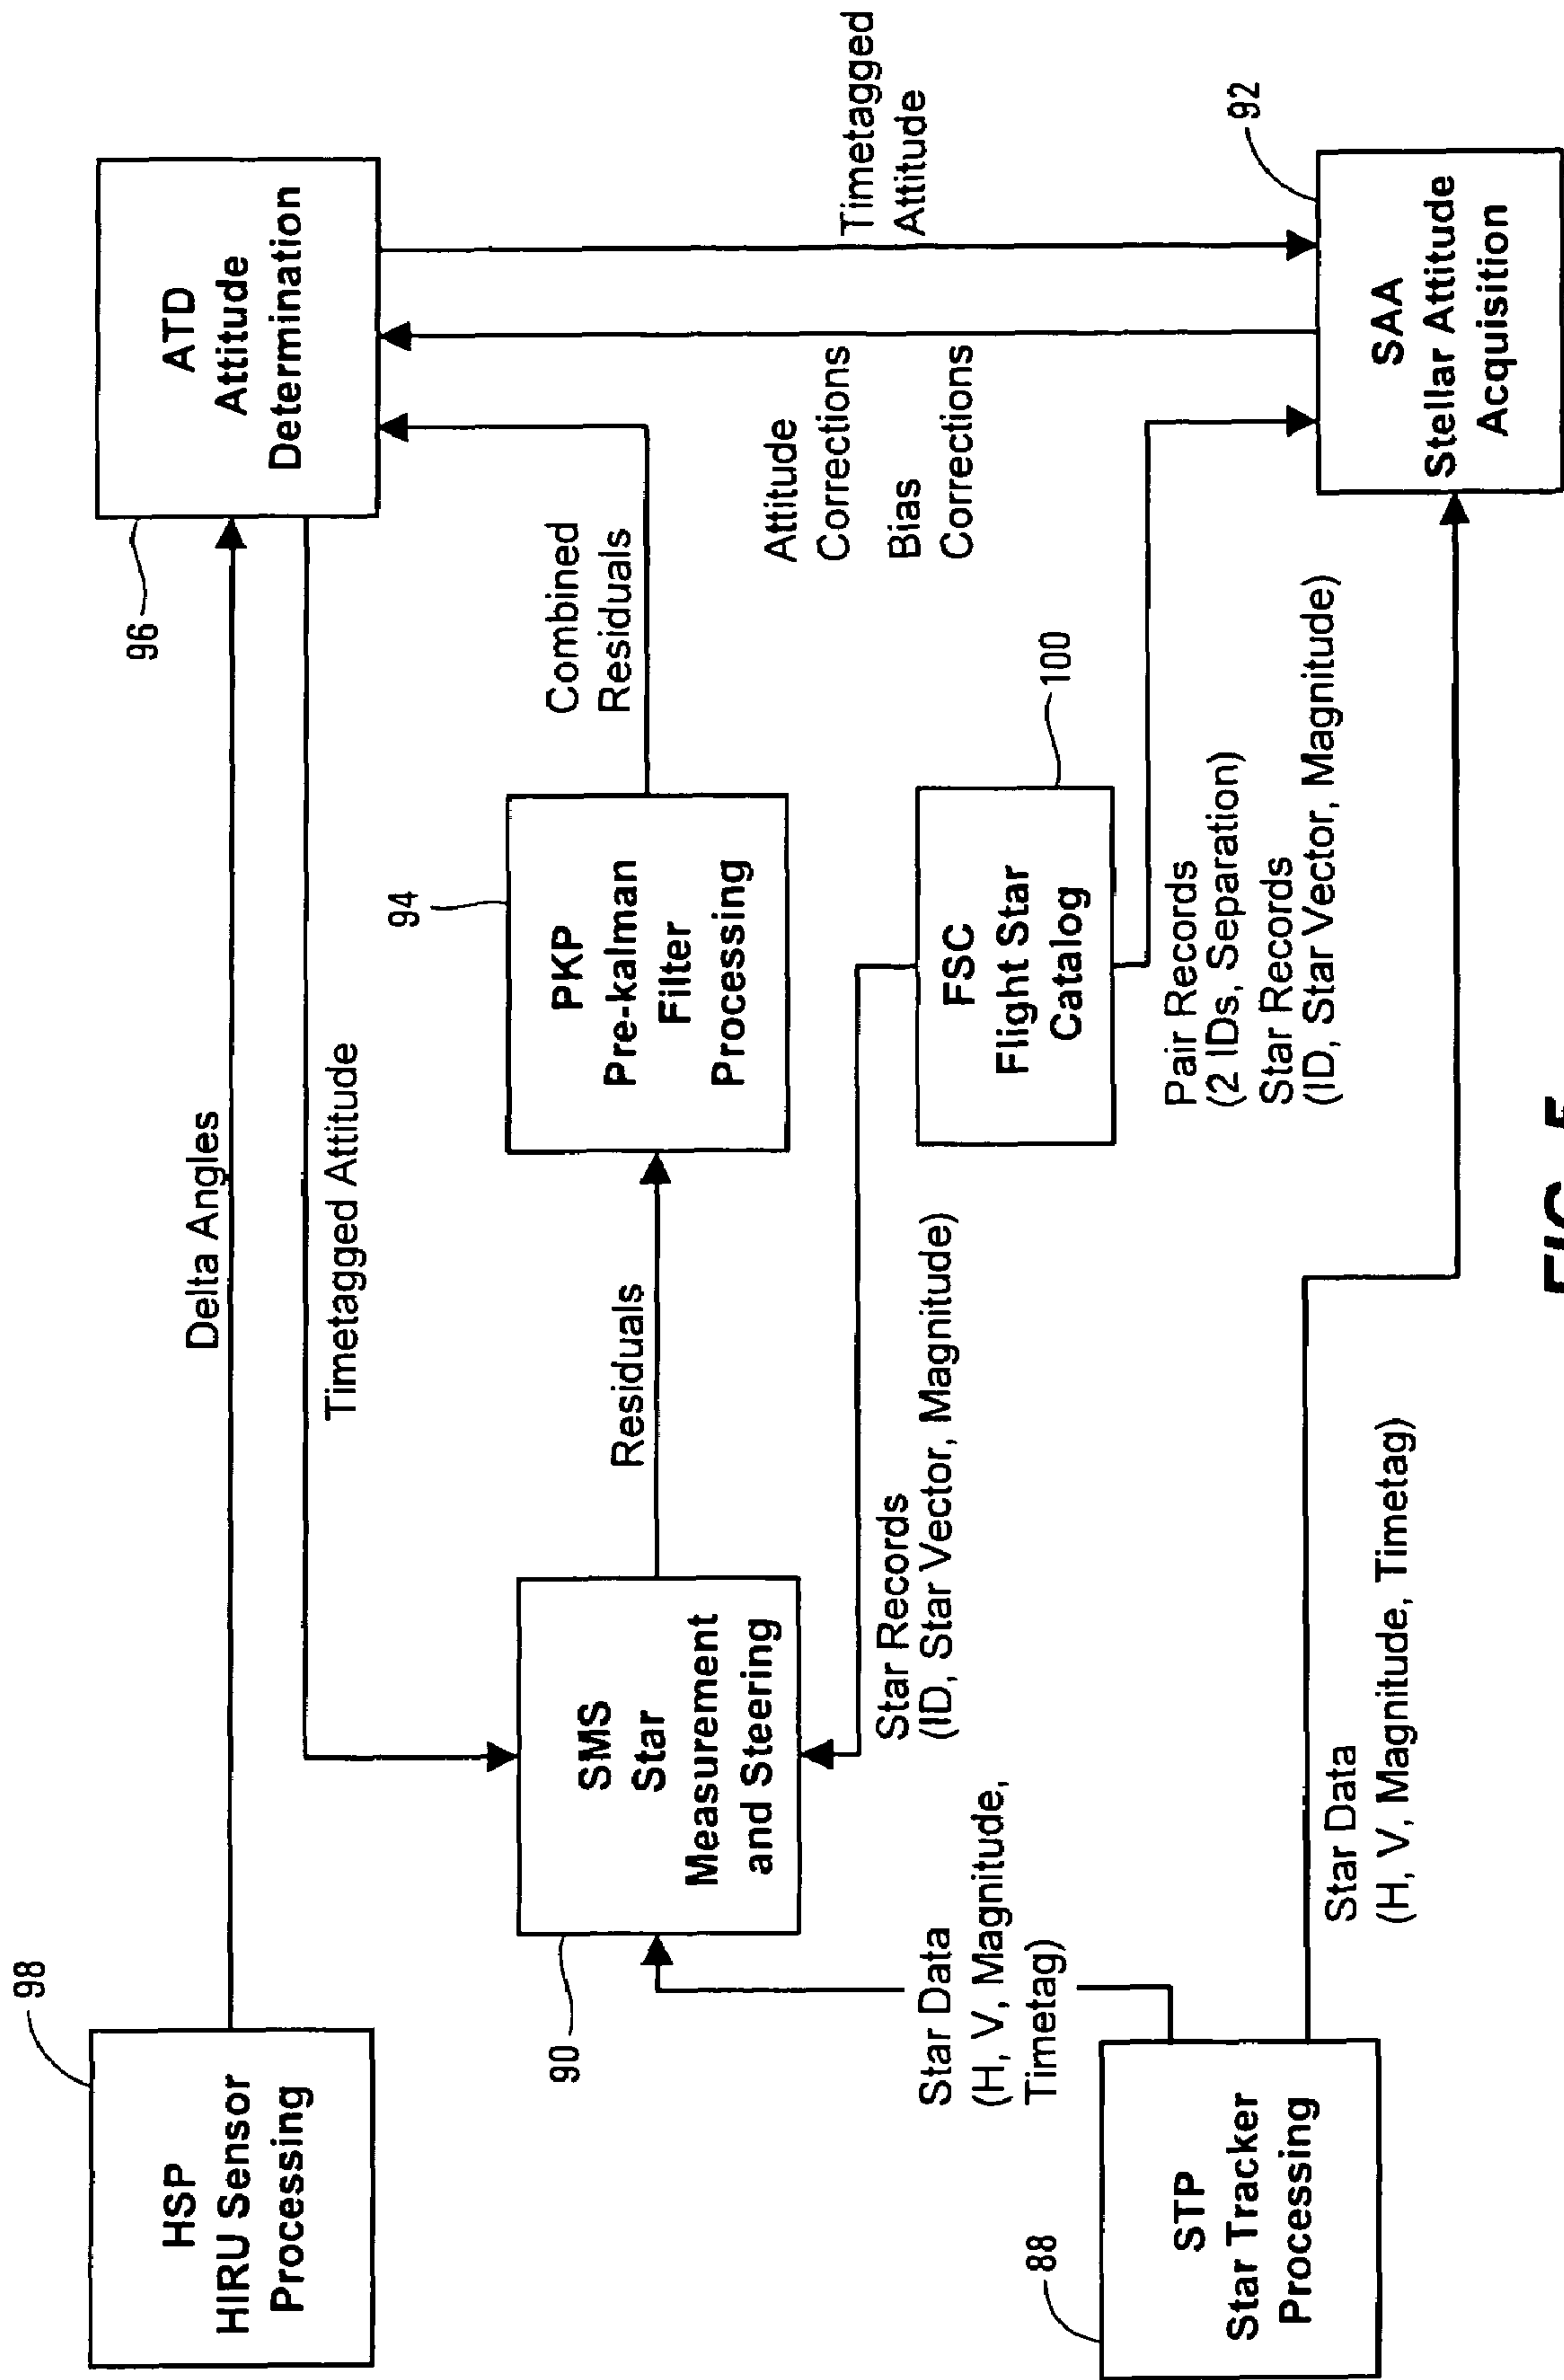 98
HSP
HIRU Sensor
Processing
Delta Angles
Timetagged Attitude
96
ATD
Attitude
Determination
90
SMS
Star
Measurement
and Steering
Residuals
94
PKP
Pre-kalman
Filter
Processing
Combined
Residuals
Attitude
Corrections
Bias
Corrections
Timetagged
Attitude
Star Records
(ID, Star Vector, Magnitude)
FSC
Flight Star
Catalog
100
Pair Records
(2 IDs, Separation)
Star Records
(ID, Star Vector, Magnitude)
Star Data
(H, V, Magnitude,
Timetag)
88
STP
Star Tracker
Processing
Star Data
(H, V, Magnitude, Timetag)
92
SAA
Stellar Attitude
Acquisition